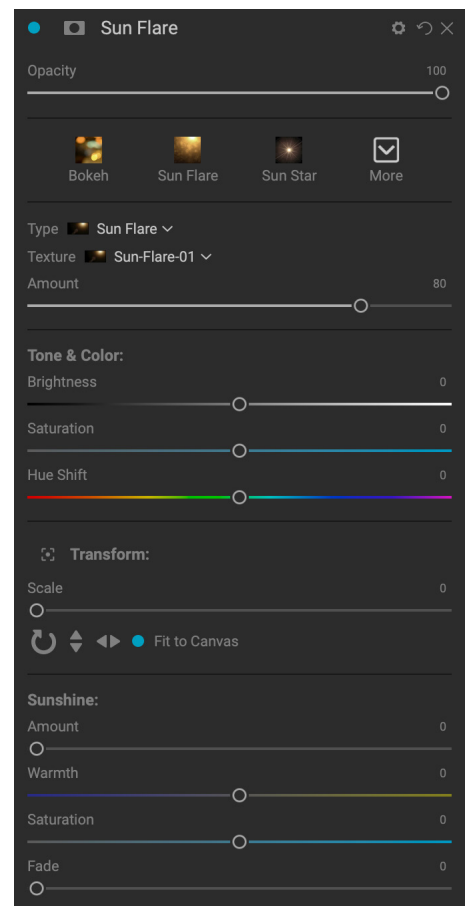 Sun Flare
Opacity 100
Bokeh Sun Flare Sun Star More
Type Sun Flare
Texture Sun-Flare-01
Amount 80
Tone & Color:
Brightness 0
Saturation 0
Hue Shift 0
Transform:
Scale 0
Fit to Canvas
Sunshine:
Amount 0
Warmth 0
Saturation 0
Fade 0